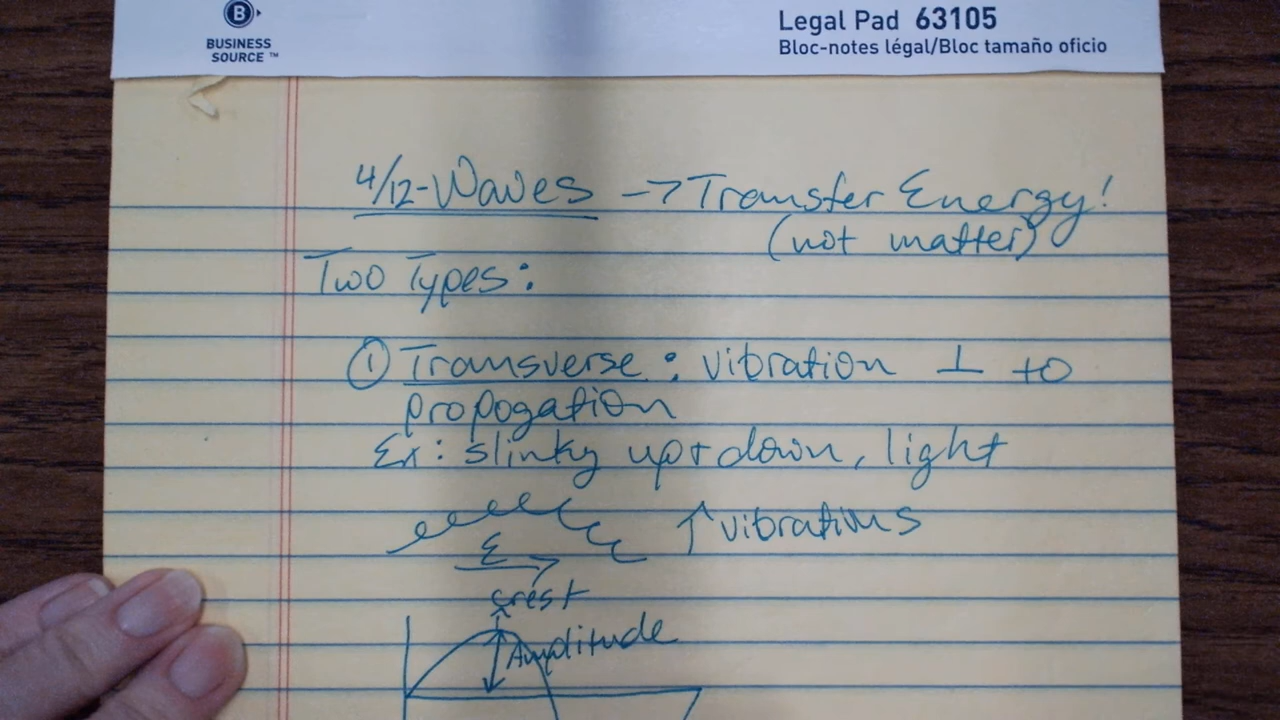 B
BUSINESS
SOURCE ™
Legal Pad 63105
Bloc-notes légal/Bloc tamaño oficio
4/12-Waves → Transfer Energy!
(not matter)
Two Types:
① Transverse: vibration ⊥ to
propogation
Ex: slinky up + down, light
↑ vibrations
E →
crest
Amplitude